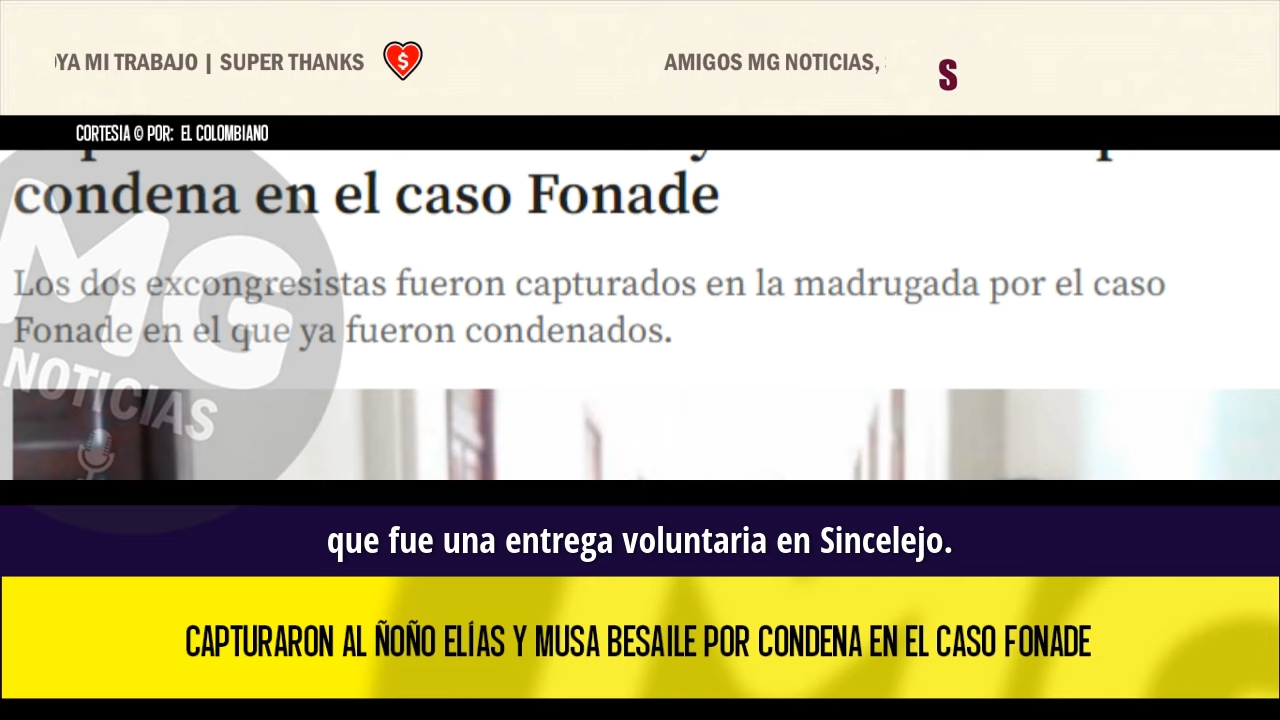 YA MI TRABAJO | SUPER THANKS
$
AMIGOS MG NOTICIAS,
S
CORTESIA © POR: EL COLOMBIANO
condena en el caso Fonade
Los dos excongresistas fueron capturados en la madrugada por el caso
Fonade en el que ya fueron condenados.
MG
NOTICIAS
que fue una entrega voluntaria en Sincelejo.
CAPTURARON AL ÑOÑO ELÍAS Y MUSA BESAILE POR CONDENA EN EL CASO FONADE